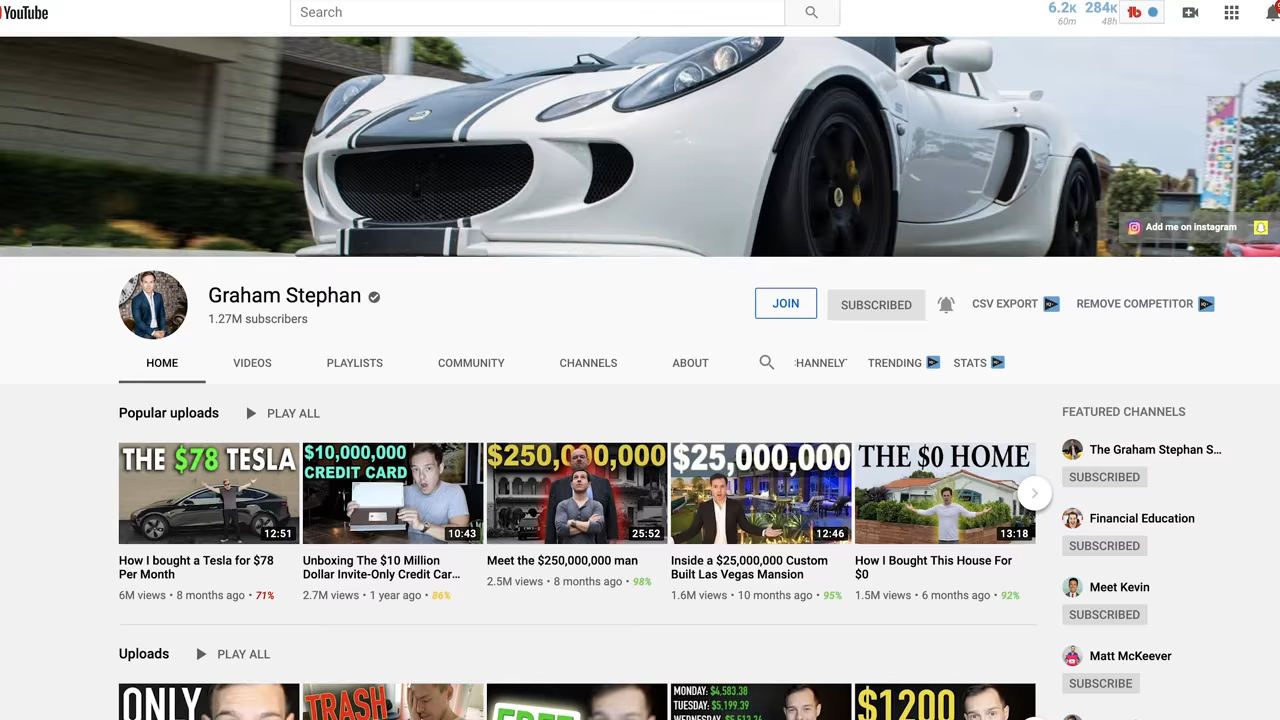 YouTube
Search
6.2K 284K
60m 48h
Add me on Instagram
Graham Stephan
1.27M subscribers
JOIN
SUBSCRIBED
CSV EXPORT
REMOVE COMPETITOR
HOME
VIDEOS
PLAYLISTS
COMMUNITY
CHANNELS
ABOUT
TRENDING
STATS
Popular uploads
PLAY ALL
THE $78 TESLA
12:51
How I bought a Tesla for $78
Per Month
6M views • 8 months ago • 71%
$10,000,000
CREDIT CARD
10:43
Unboxing The $10 Million
Dollar Invite-Only Credit Car...
2.7M views • 1 year ago • 86%
$250,000,000
25:52
Meet the $250,000,000 man
2.5M views • 8 months ago • 98%
$25,000,000
12:46
Inside a $25,000,000 Custom
Built Las Vegas Mansion
1.6M views • 10 months ago • 95%
THE $0 HOME
13:18
How I Bought This House For
$0
1.5M views • 6 months ago • 92%
FEATURED CHANNELS
The Graham Stephan S...
SUBSCRIBED
Financial Education
SUBSCRIBED
Meet Kevin
SUBSCRIBED
Matt McKeever
SUBSCRIBE
Uploads
PLAY ALL
ONLY
TRASH
FREE
MONDAY: $4,583.38
TUESDAY: $5,199.39
$1200